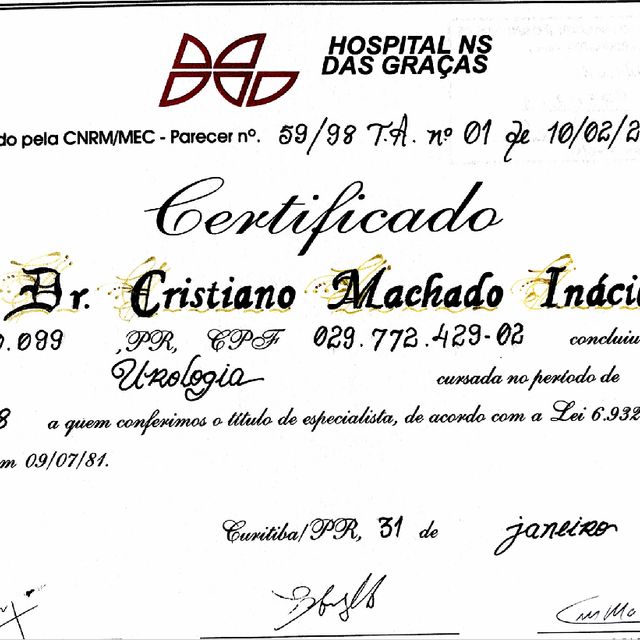 HOSPITAL NS
DAS GRAÇAS
do pela CNRM/MEC - Parecer nº. 59/98 T.A. nº 01 de 10/02/2
Certificado
Dr. Cristiano Machado Ináci
.099 ,PR, CPF 029.772.429-02 concluiu
Urologia cursada no período de
8 a quem conferimos o título de especialista, de acordo com a Lei 6.932
m 09/07/81.
Curitiba/PR, 31 de janeiro